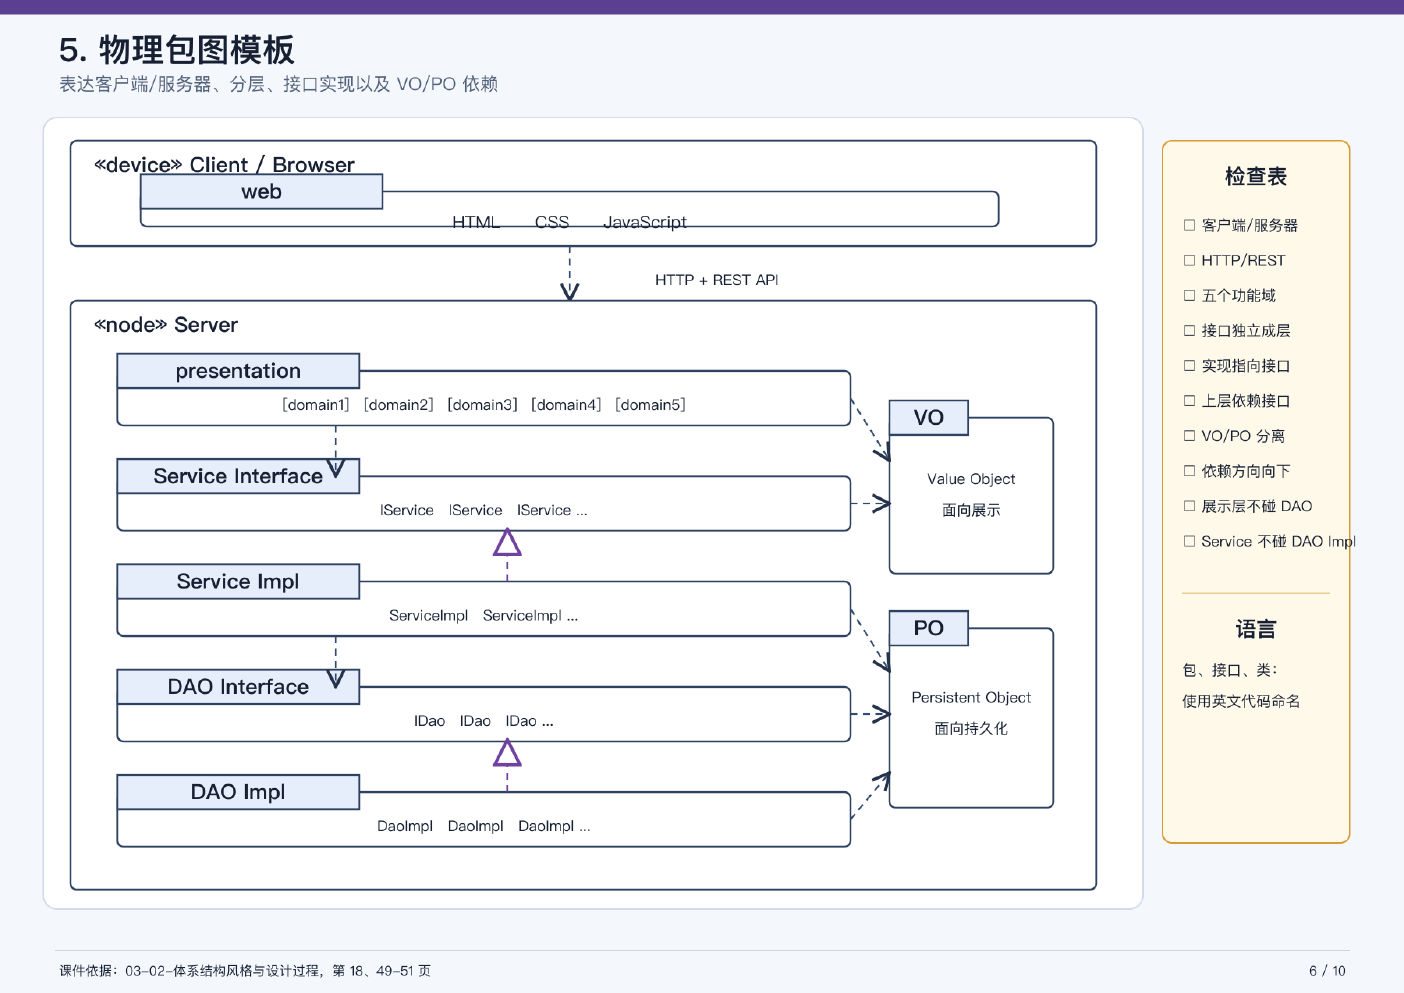 5. 物理包图模板
表达客户端/服务器、分层、接口实现以及 VO/PO 依赖
«device» Client / Browser
web
HTML CSS JavaScript
HTTP + REST API
«node» Server
presentation
[domain1] [domain2] [domain3] [domain4] [domain5]
Service Interface
IService IService IService ...
Service Impl
ServiceImpl ServiceImpl ...
DAO Interface
IDao IDao IDao ...
DAO Impl
DaoImpl DaoImpl DaoImpl ...
VO
Value Object
面向展示
PO
Persistent Object
面向持久化
检查表
□ 客户端/服务器
□ HTTP/REST
□ 五个功能域
□ 接口独立成层
□ 实现指向接口
□ 上层依赖接口
□ VO/PO 分离
□ 依赖方向向下
□ 展示层不碰 DAO
□ Service 不碰 DAO Impl
语言
包、接口、类：
使用英文代码命名
课件依据：03-02-体系结构风格与设计过程，第 18、49-51 页
6 / 10